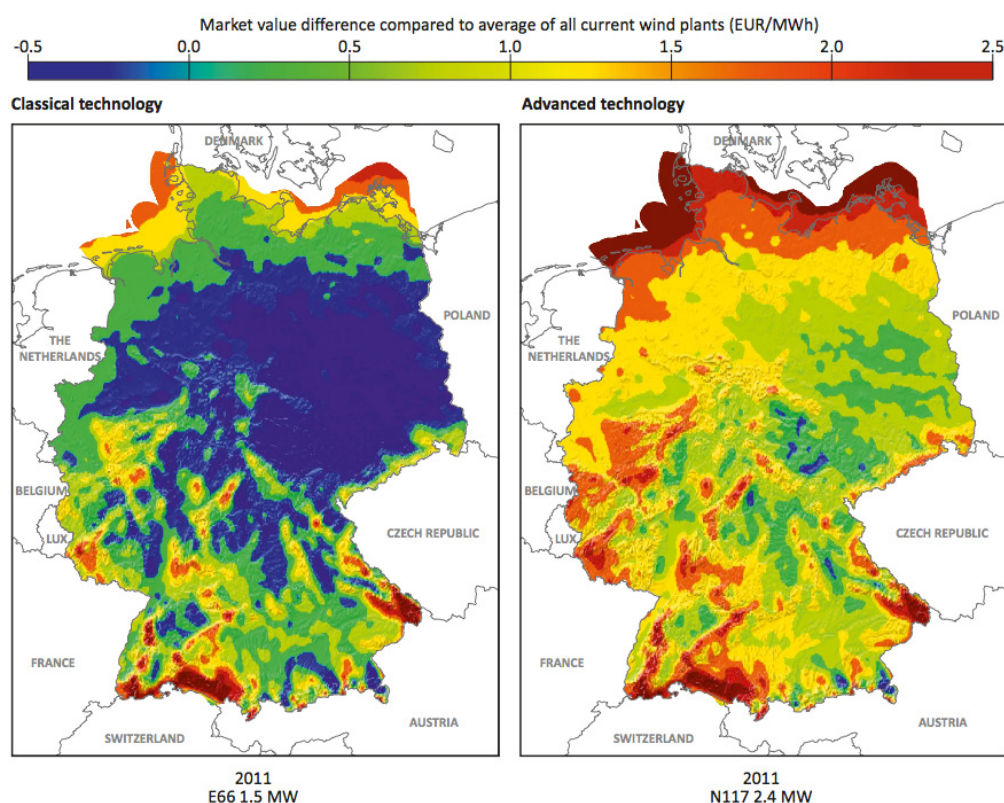 Market value difference compared to average of all current wind plants (EUR/MWh)
-0.5 0.0 0.5 1.0 1.5 2.0 2.5
Classical technology
DENMARK
POLAND
THE
NETHERLANDS
BELGIUM
LUX.
CZECH REPUBLIC
FRANCE
AUSTRIA
SWITZERLAND
2011
E66 1.5 MW
Advanced technology
DENMARK
POLAND
THE
NETHERLANDS
BELGIUM
LUX.
CZECH REPUBLIC
FRANCE
AUSTRIA
SWITZERLAND
2011
N117 2.4 MW